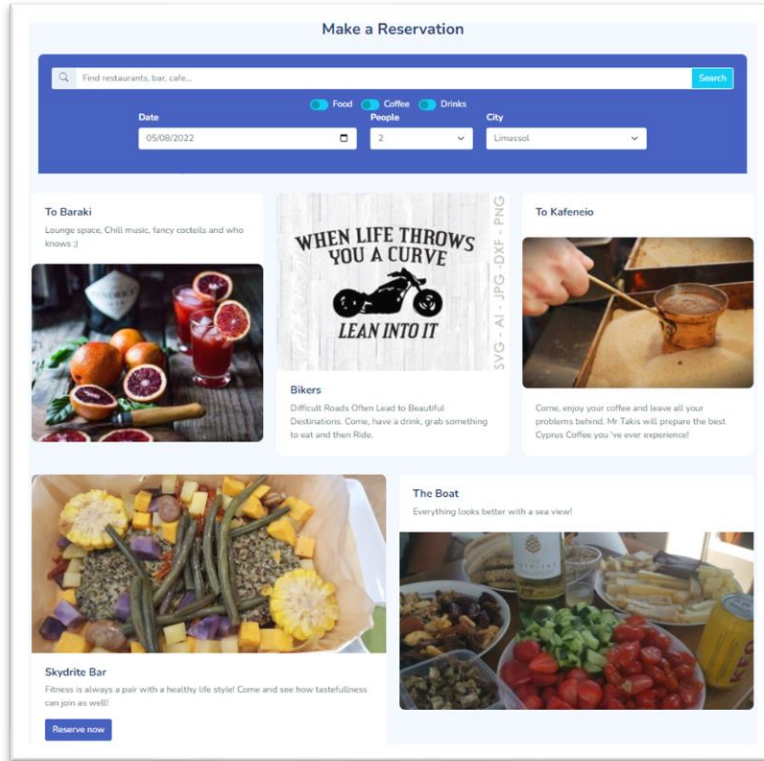 Make a Reservation
Find restaurants, bar, cafe...
Search
Food
Coffee
Drinks
Date
People
City
05/08/2022
2
Limassol
To Baraki
Lounge space, Chill music, fancy cocteils and who
knows ;)
WHEN LIFE THROWS
YOU A CURVE
LEAN INTO IT
SVG - AI - JPG -DXF - PNG
Bikers
Difficult Roads Often Lead to Beautiful
Destinations. Come, have a drink, grab something
to eat and then Ride.
To Kafeneio
Come, enjoy your coffee and leave all your
problems behind. Mr Takis will prepare the best
Cyprus Coffee you 've ever experience!
Skydrite Bar
Fitness is always a pair with a healthy life style! Come and see how tastefullness
can join as well!
Reserve now
The Boat
Everything looks better with a sea view!
KEO